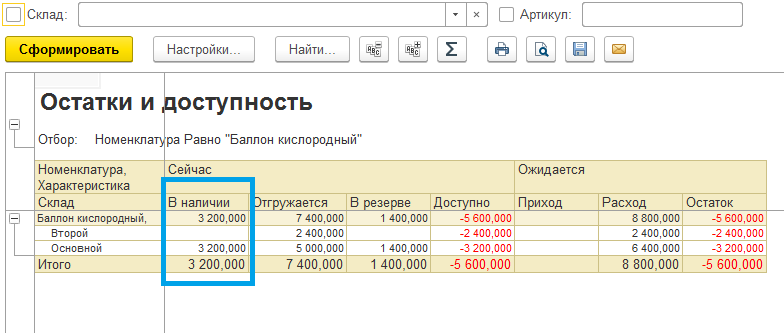 Склад: Артикул:
Сформировать Настройки... Найти...
Остатки и доступность
Отбор: Номенклатура Равно "Баллон кислородный"
Номенклатура, Сейчас Ожидается
Характеристика
Склад В наличии Отгружается В резерве Доступно Приход Расход Остаток
Баллон кислородный, 3 200,000 7 400,000 1 400,000 -5 600,000 8 800,000 -5 600,000
Второй 2 400,000 -2 400,000 2 400,000 -2 400,000
Основной 3 200,000 5 000,000 1 400,000 -3 200,000 6 400,000 -3 200,000
Итого 3 200,000 7 400,000 1 400,000 -5 600,000 8 800,000 -5 600,000